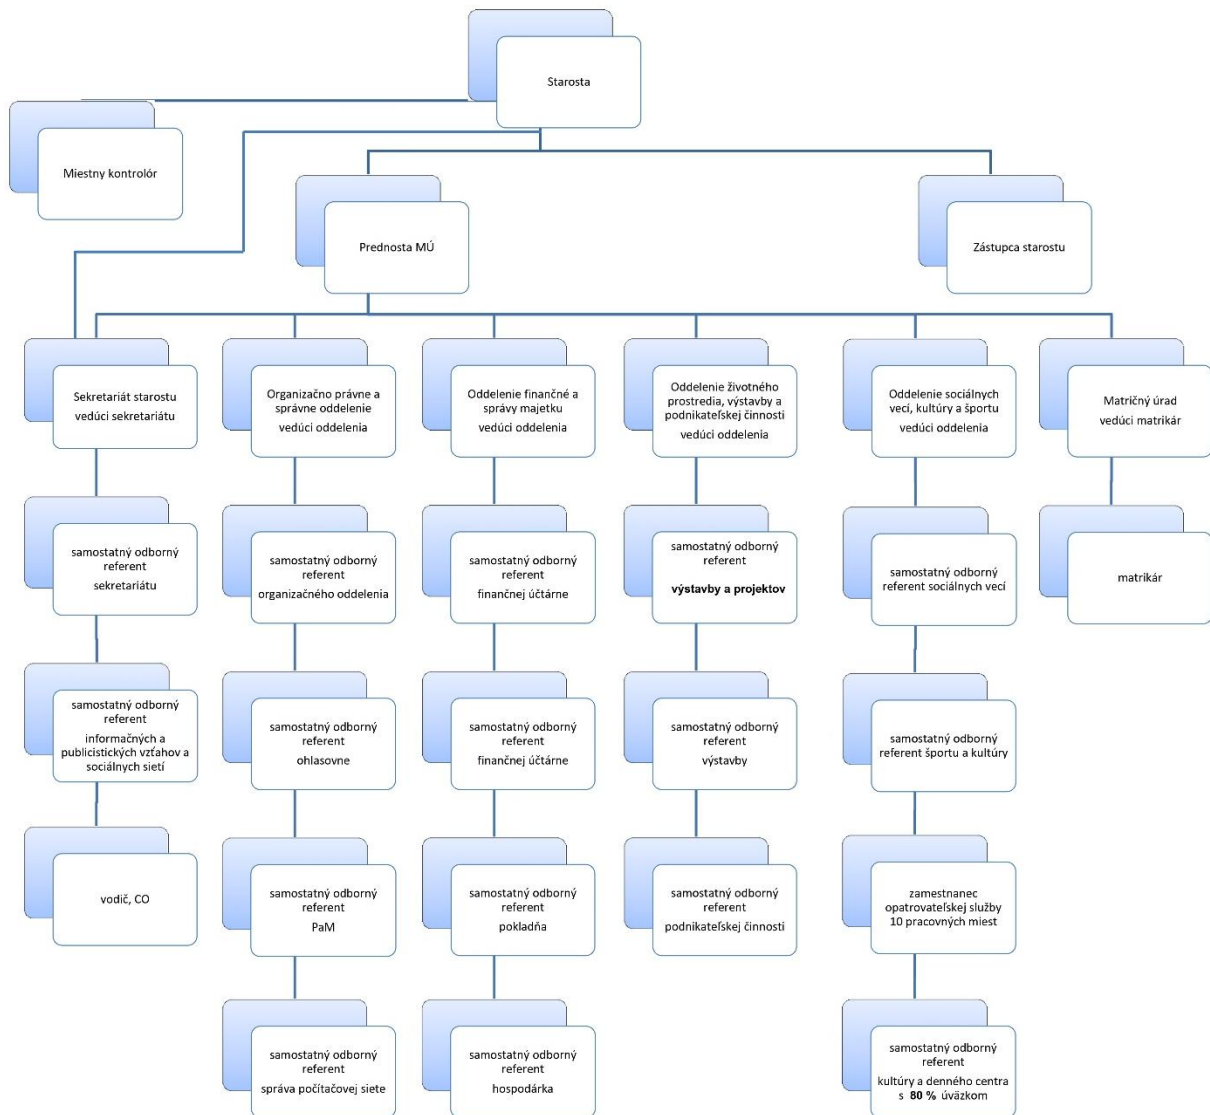 Starosta
Miestny kontrolór
Prednosta MÚ
Zástupca starostu
Sekretariát starostu
vedúci sekretariátu
Organizačno právne a
správne oddelenie
vedúci oddelenia
Oddelenie finančné a
správy majetku
vedúci oddelenia
Oddelenie životného
prostredia, výstavby a
podnikateľskej činnosti
vedúci oddelenia
Oddelenie sociálnych
vecí, kultúry a športu
vedúci oddelenia
Matričný úrad
vedúci matrikár
samostatný odborný
referent
sekretariátu
samostatný odborný
referent
organizačného oddelenia
samostatný odborný
referent
finančnej účtárne
samostatný odborný
referent
výstavby a projektov
samostatný odborný
referent sociálnych vecí
matrikár
samostatný odborný
referent
informačných a
publicistických vzťahov a
sociálnych sietí
samostatný odborný
referent
ohlasovne
samostatný odborný
referent
finančnej účtárne
samostatný odborný
referent
výstavby
samostatný odborný
referent športu a kultúry
vodič, CO
samostatný odborný
referent
PaM
samostatný odborný
referent
pokladňa
samostatný odborný
referent
podnikateľskej činnosti
zamestnanec
opatrovateľskej služby
10 pracovných miest
samostatný odborný
referent
správa počítačovej siete
samostatný odborný
referent
hospodárka
samostatný odborný
referent
kultúry a denného centra
s 80 % úväzkom